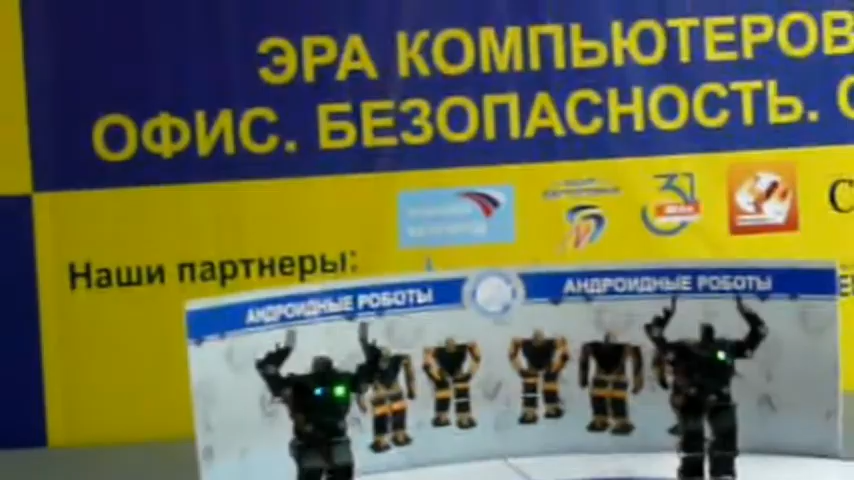 ЭРА КОМПЬЮТЕРОВ
ОФИС. БЕЗОПАСНОСТЬ. С
Наши партнеры:
АНДРОИДНЫЕ РОБОТЫ АНДРОИДНЫЕ РОБОТЫ